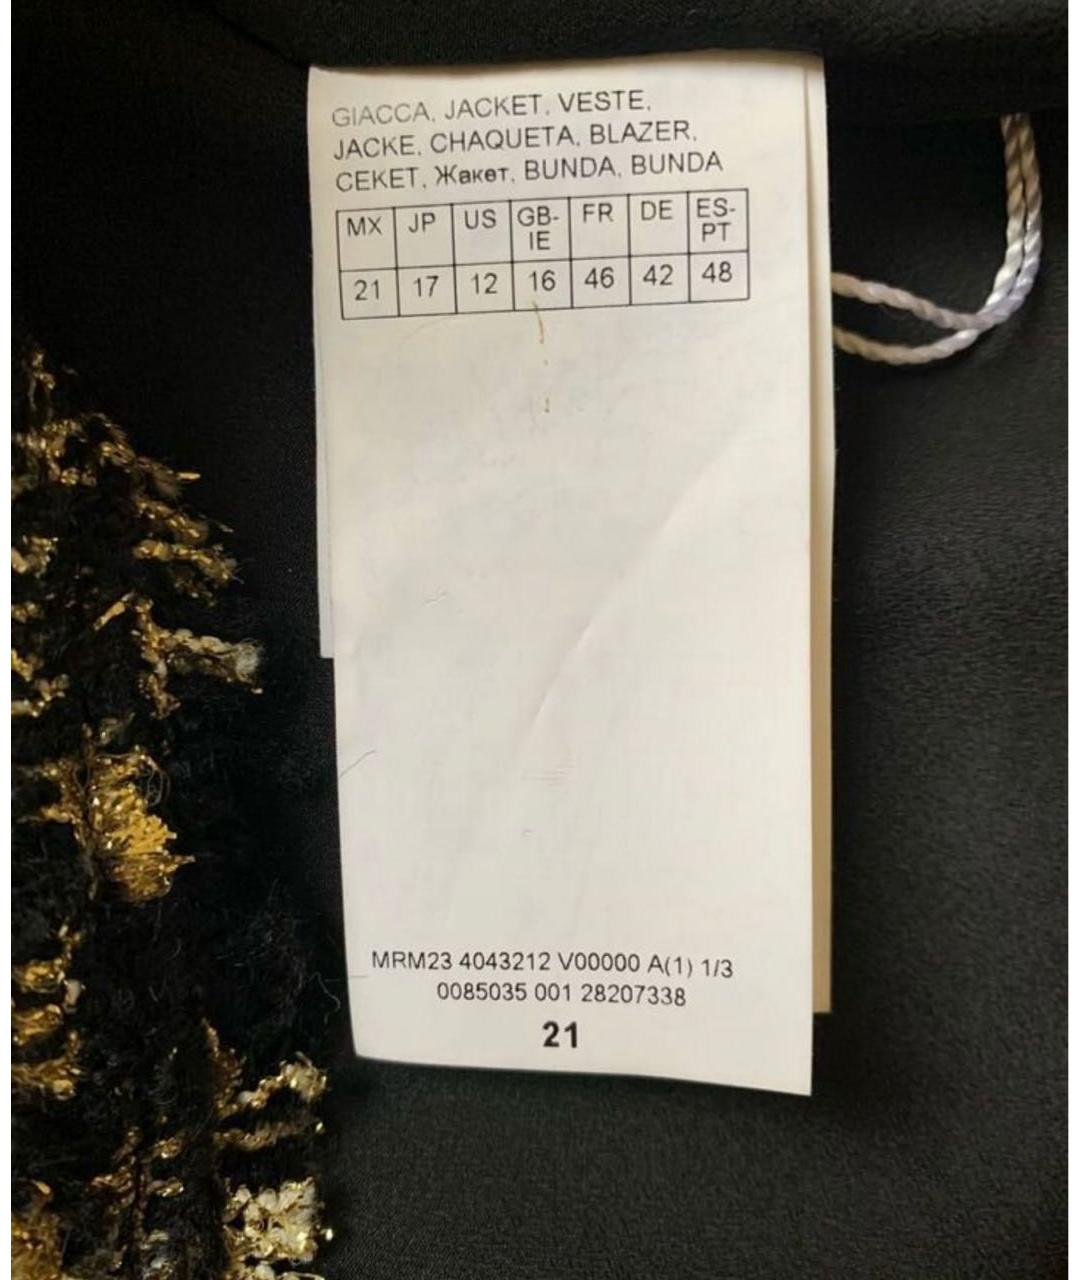 GIACCA, JACKET, VESTE,
JACKE, CHAQUETA, BLAZER,
CEKET, Жакет, BUNDA, BUNDA
MX JP US GB-IE FR DE ES-PT
21 17 12 16 46 42 48
MRM23 4043212 V00000 A(1) 1/3
0085035 001 28207338
21